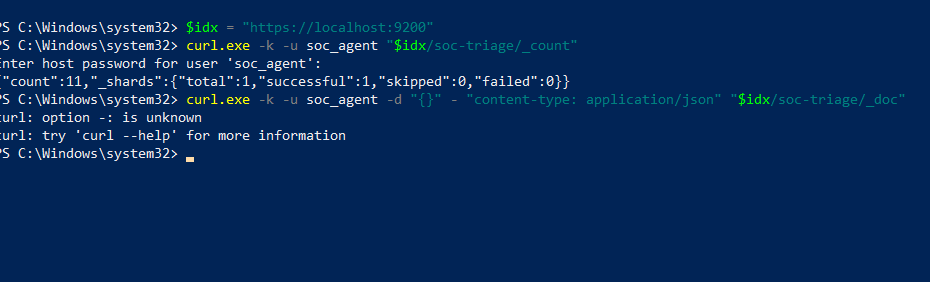 PS C:\Windows\system32> $idx = "https://localhost:9200"
PS C:\Windows\system32> curl.exe -k -u soc_agent "$idx/soc-triage/_count"
Enter host password for user 'soc_agent':
{"count":11,"_shards":{"total":1,"successful":1,"skipped":0,"failed":0}}
PS C:\Windows\system32> curl.exe -k -u soc_agent -d "{}" - "content-type: application/json" "$idx/soc-triage/_doc"
curl: option -: is unknown
curl: try 'curl --help' for more information
PS C:\Windows\system32>